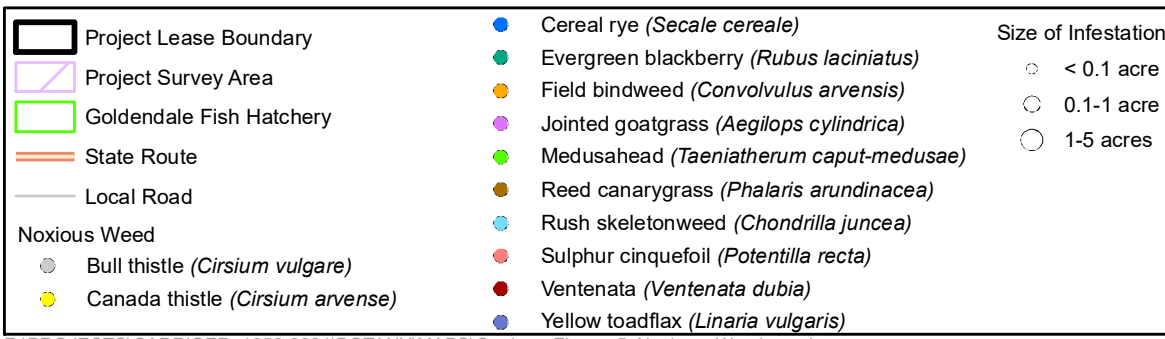 Project Lease Boundary
Project Survey Area
Goldendale Fish Hatchery
State Route
Local Road
Noxious Weed
Bull thistle (Cirsium vulgare)
Canada thistle (Cirsium arvense)
Cereal rye (Secale cereale)
Evergreen blackberry (Rubus laciniatus)
Field bindweed (Convolvulus arvensis)
Jointed goatgrass (Aegilops cylindrica)
Medusahead (Taeniatherum caput-medusae)
Reed canarygrass (Phalaris arundinacea)
Rush skeletonweed (Chondrilla juncea)
Sulphur cinquefoil (Potentilla recta)
Ventenata (Ventenata dubia)
Yellow toadflax (Linaria vulgaris)
Size of Infestation
< 0.1 acre
0.1-1 acre
1-5 acres